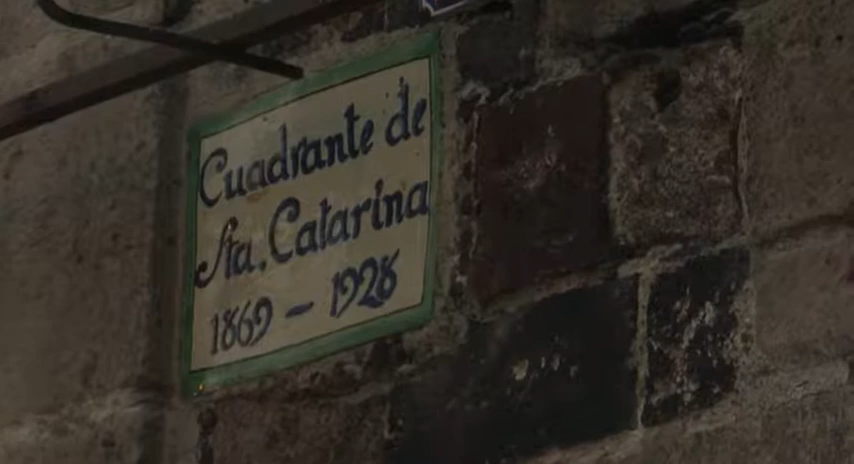 Cuadrante de
Sta. Catarina
1869 – 1928